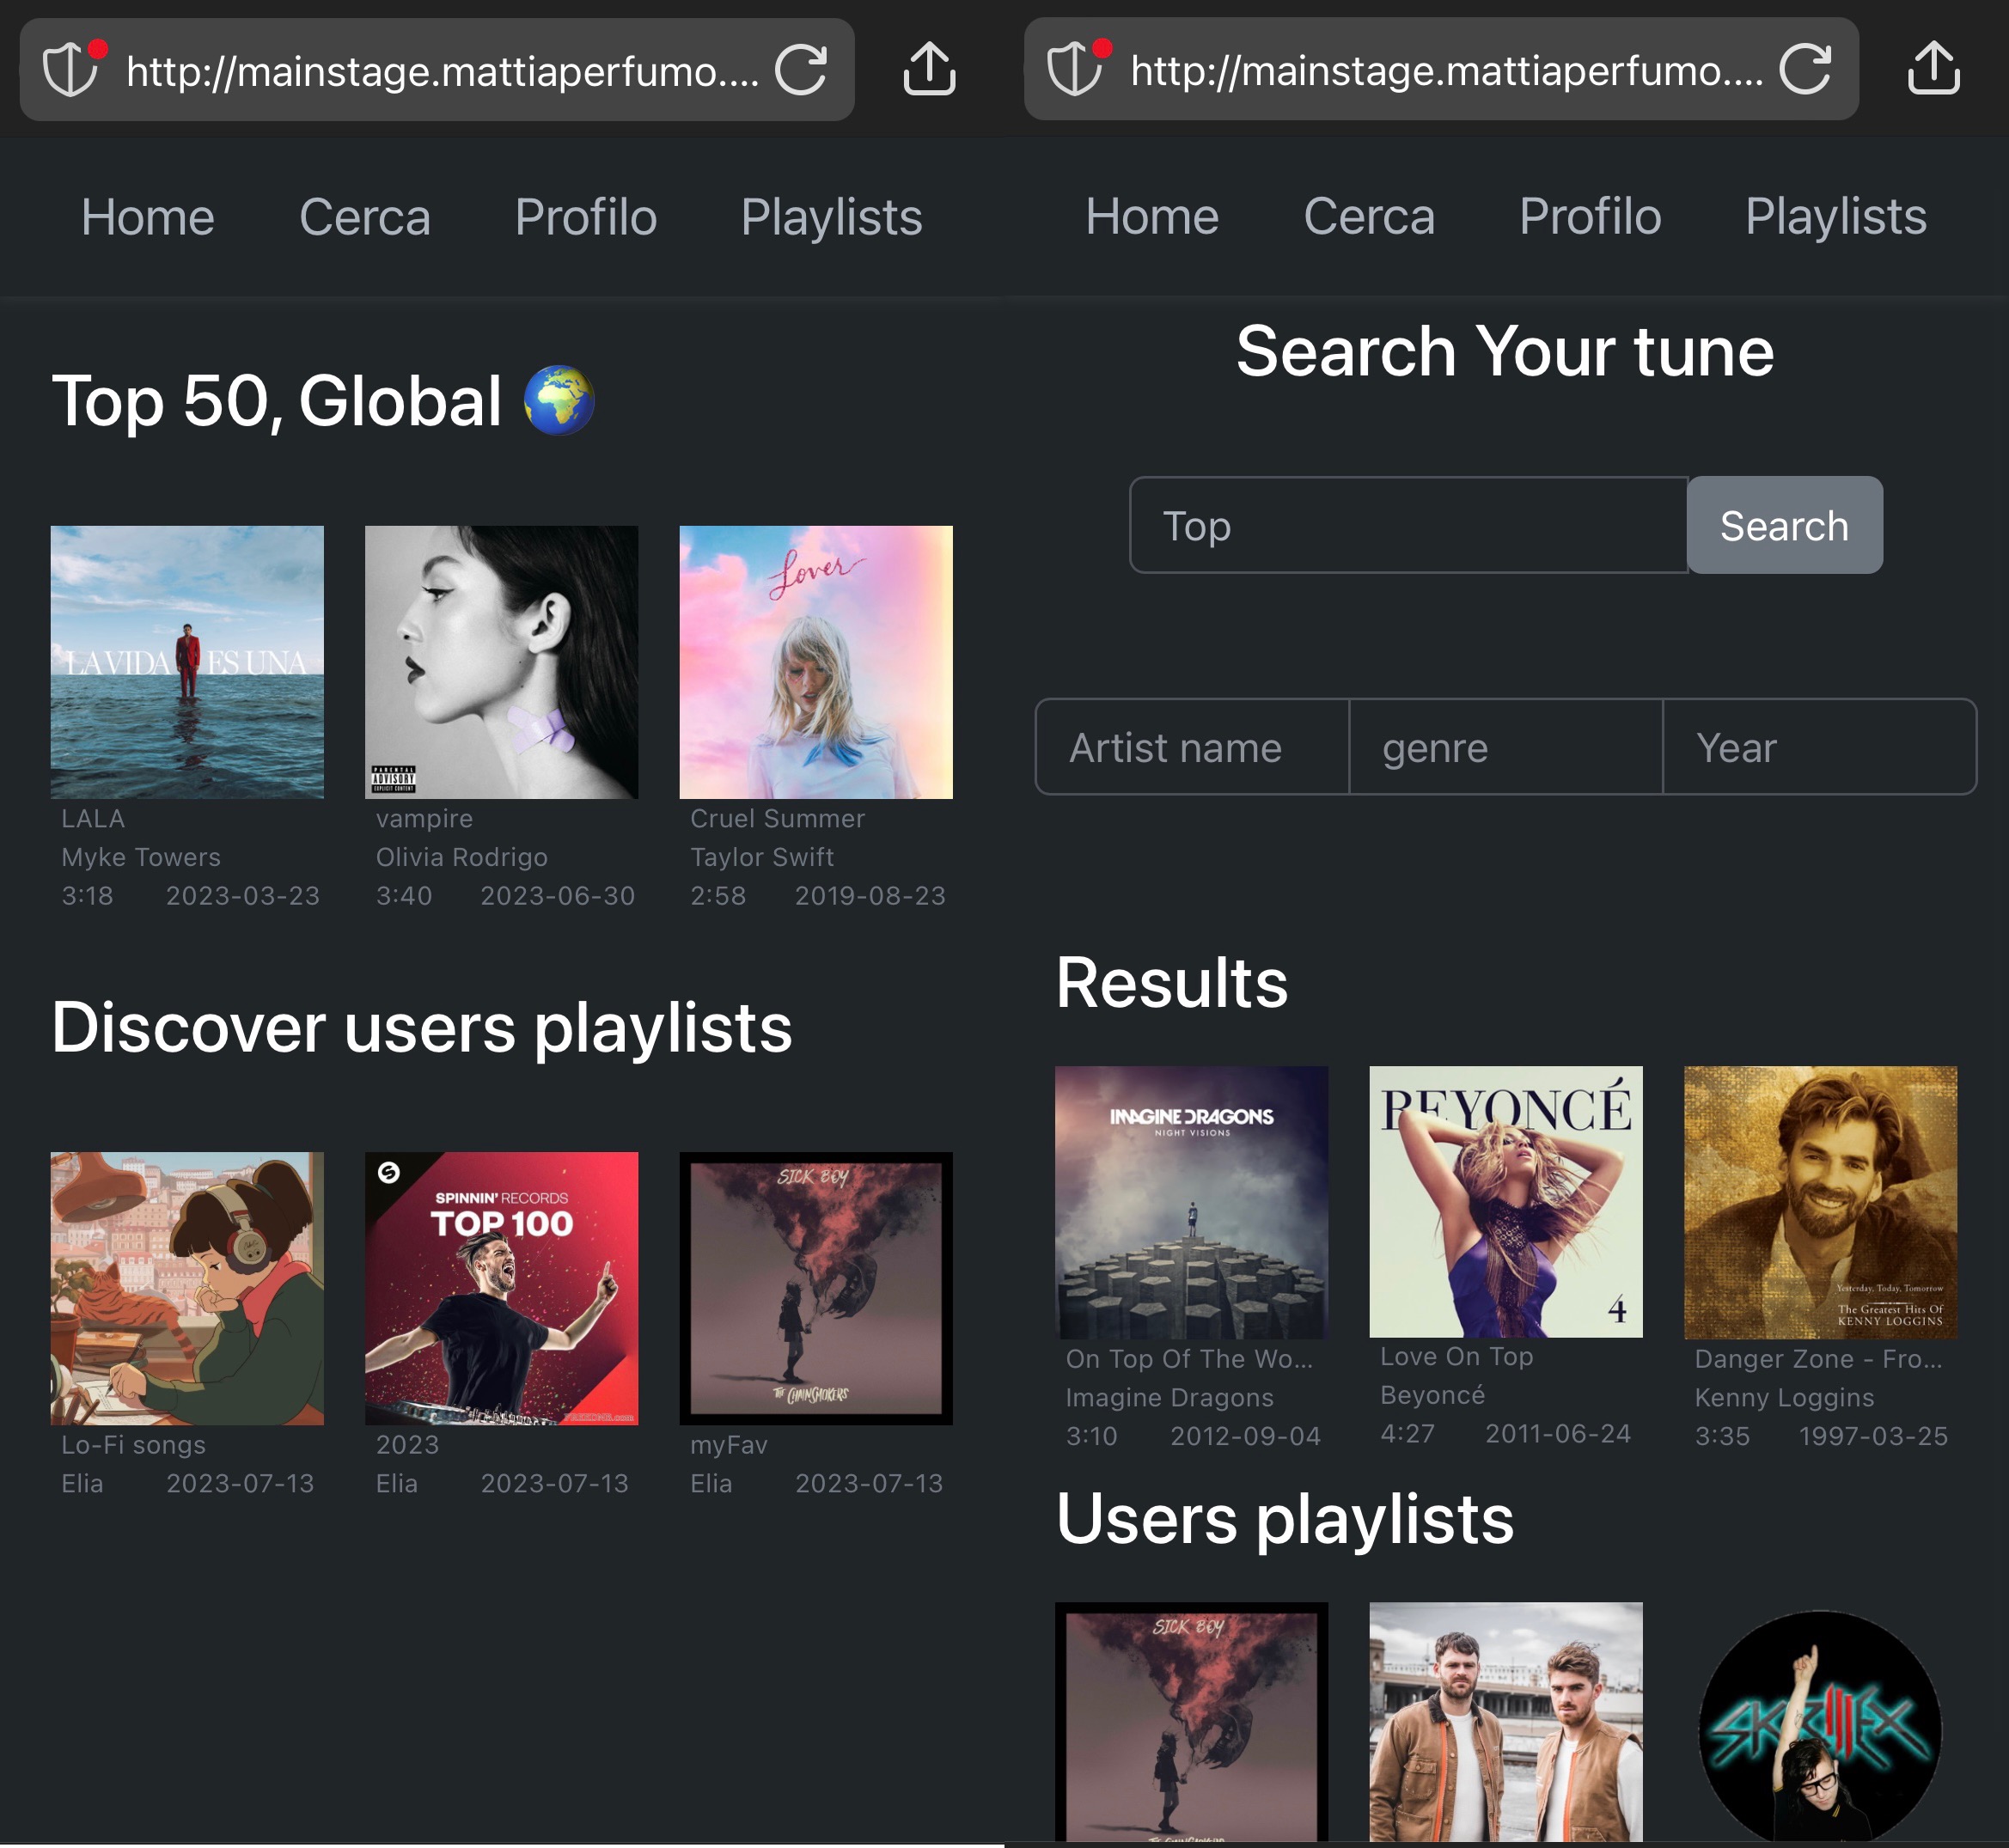 http://mainstage.mattiaperfumo....
Home Cerca Profilo Playlists
Top 50, Global
LA VIDA ES UNA
PARENTAL
ADVISORY
EXPLICIT CONTENT
Lover
LALA
Myke Towers
3:18 2023-03-23
vampire
Olivia Rodrigo
3:40 2023-06-30
Cruel Summer
Taylor Swift
2:58 2019-08-23
Discover users playlists
SPINNIN' RECORDS
TOP 100
SICK BOY
THE CHAINSMOKERS
Lo-Fi songs
Elia 2023-07-13
2023
Elia 2023-07-13
myFav
Elia 2023-07-13
http://mainstage.mattiaperfumo....
Home Cerca Profilo Playlists
Search Your tune
Top
Search
Artist name
genre
Year
Results
IMAGINE DRAGONS
NIGHT VISIONS
BEYONCÉ
4
Yesterday, Today, Tomorrow
The Greatest Hits Of
KENNY LOGGINS
On Top Of The Wo...
Imagine Dragons
3:10 2012-09-04
Love On Top
Beyoncé
4:27 2011-06-24
Danger Zone - Fro...
Kenny Loggins
3:35 1997-03-25
Users playlists
SICK BOY
THE CHAINSMOKERS
SKRILLEX